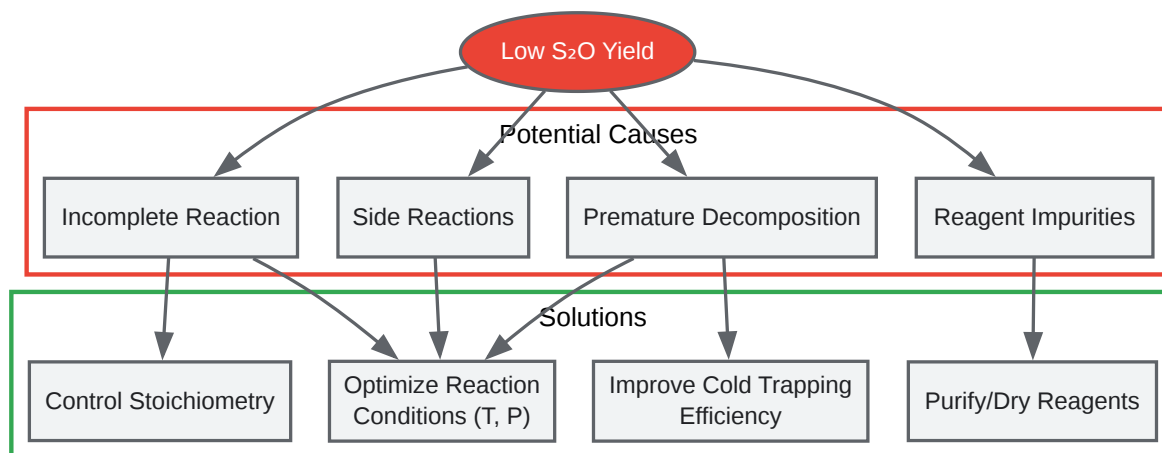 Low S₂O Yield
Potential Causes
Incomplete Reaction
Side Reactions
Premature Decomposition
Reagent Impurities
Solutions
Control Stoichiometry
Optimize Reaction
Conditions (T, P)
Improve Cold Trapping
Efficiency
Purify/Dry Reagents